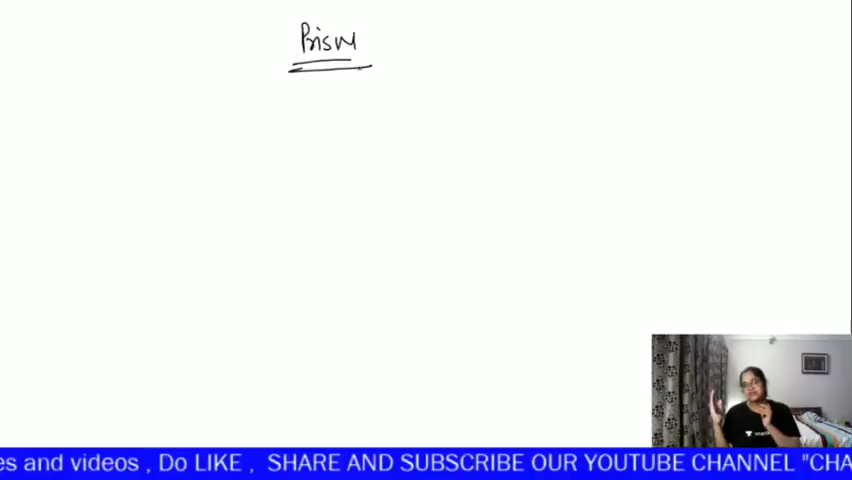 Prism
es and videos , Do LIKE , SHARE AND SUBSCRIBE OUR YOUTUBE CHANNEL "CHA